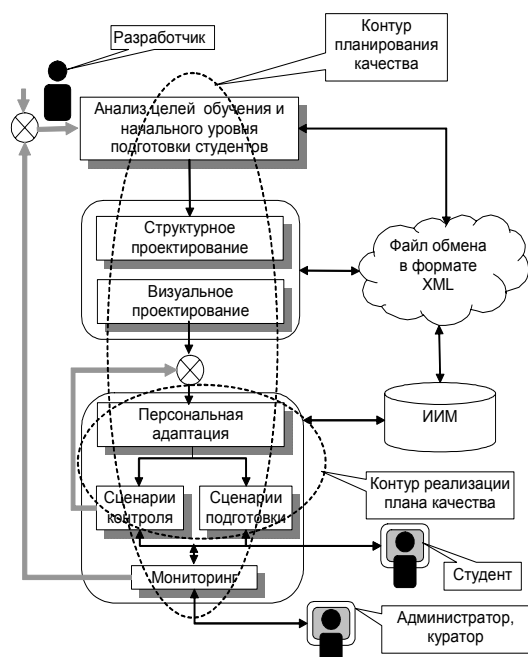 Разработчик
Контур
планирования
качества
Анализ целей обучения и
начального уровня
подготовки студентов
Структурное
проектирование
Визуальное
проектирование
Файл обмена
в формате
XML
Персональная
адаптация
ИИМ
Сценарии
контроля
Сценарии
подготовки
Контур реализации
плана качества
Мониторинг
Студент
Администратор,
куратор